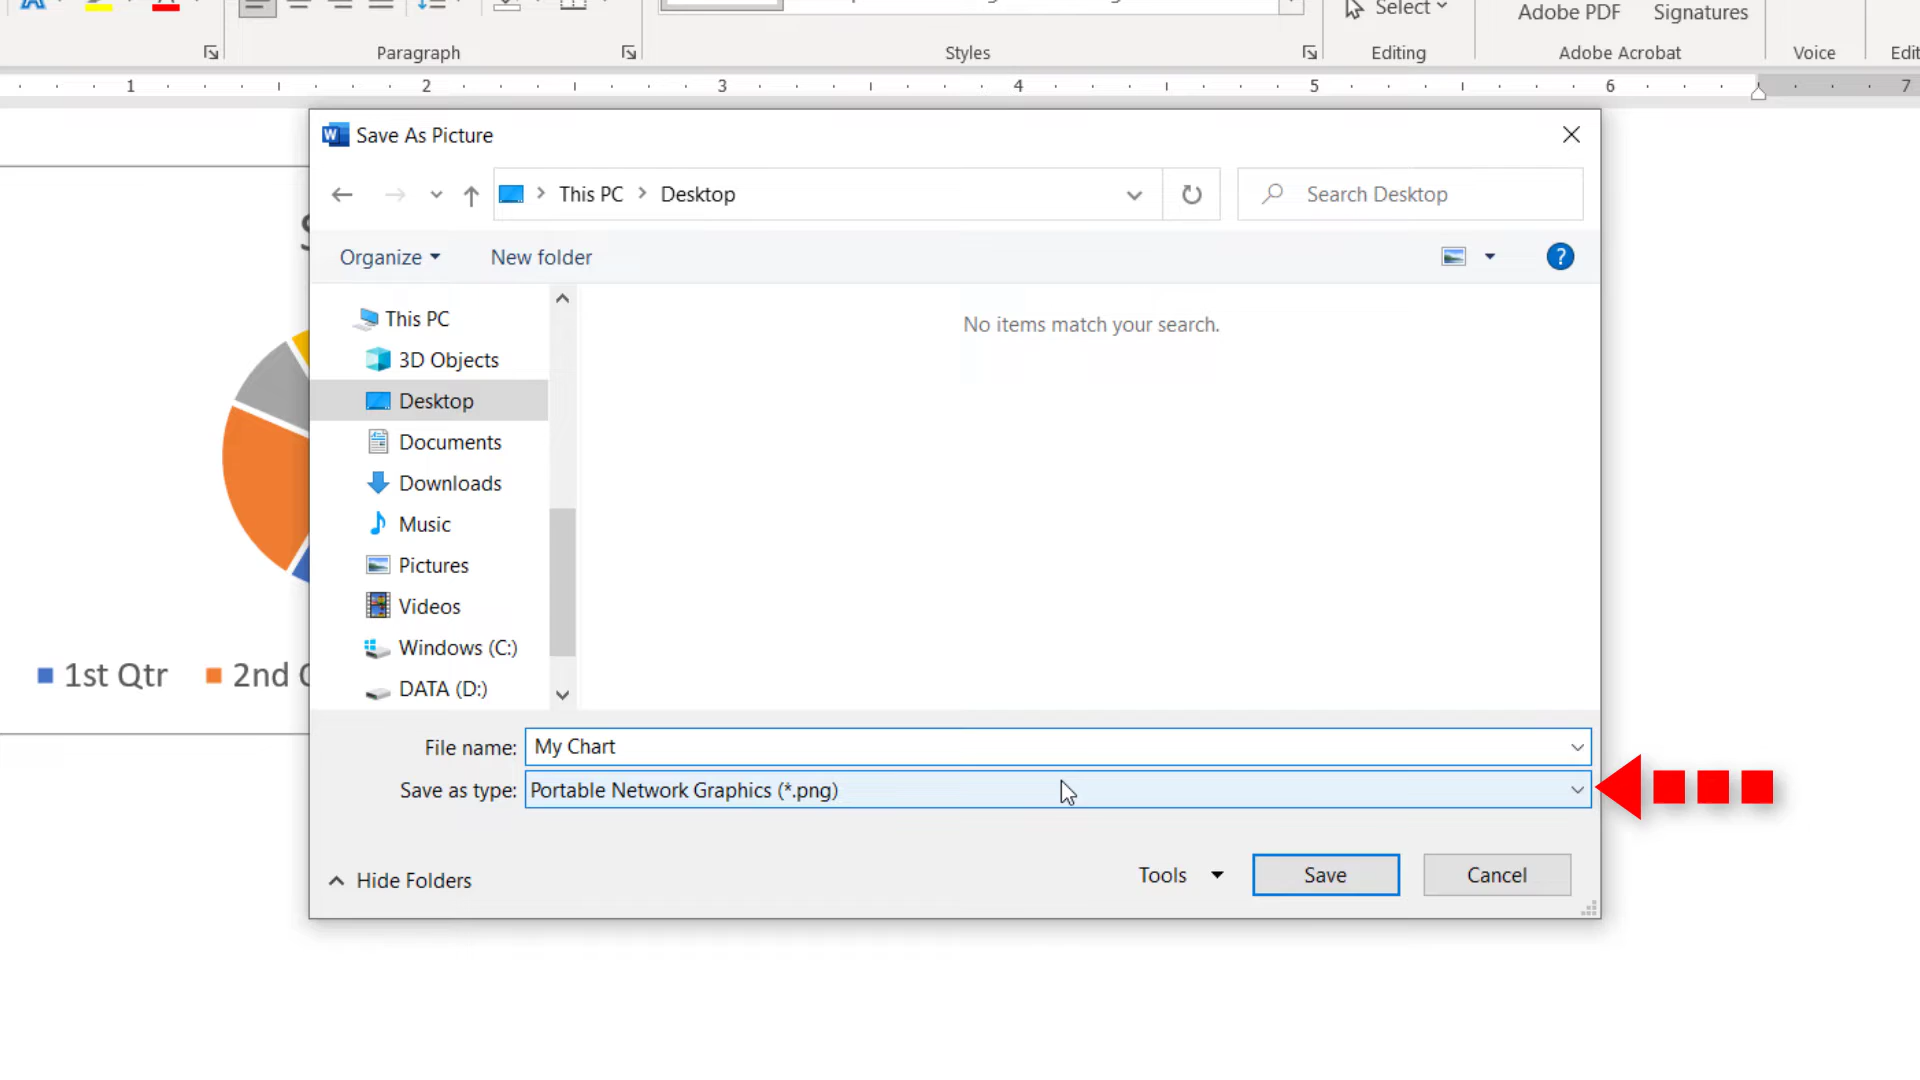 Select
Adobe PDF
Signatures
Paragraph
Styles
Editing
Adobe Acrobat
Voice
1 2 3 4 5 6 7
Save As Picture
This PC > Desktop
Search Desktop
Organize
New folder
This PC
No items match your search.
3D Objects
Desktop
Documents
Downloads
Music
Pictures
Videos
Windows (C:)
1st Qtr 2nd
DATA (D:)
File name: My Chart
Save as type: Portable Network Graphics (*.png)
Hide Folders
Tools
Save
Cancel